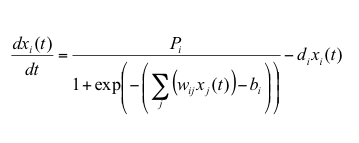 dx_i(t)/dt = P_i / (1 + exp(-(∑_j (w_ij x_j(t)) - b_i))) - d_i x_i(t)